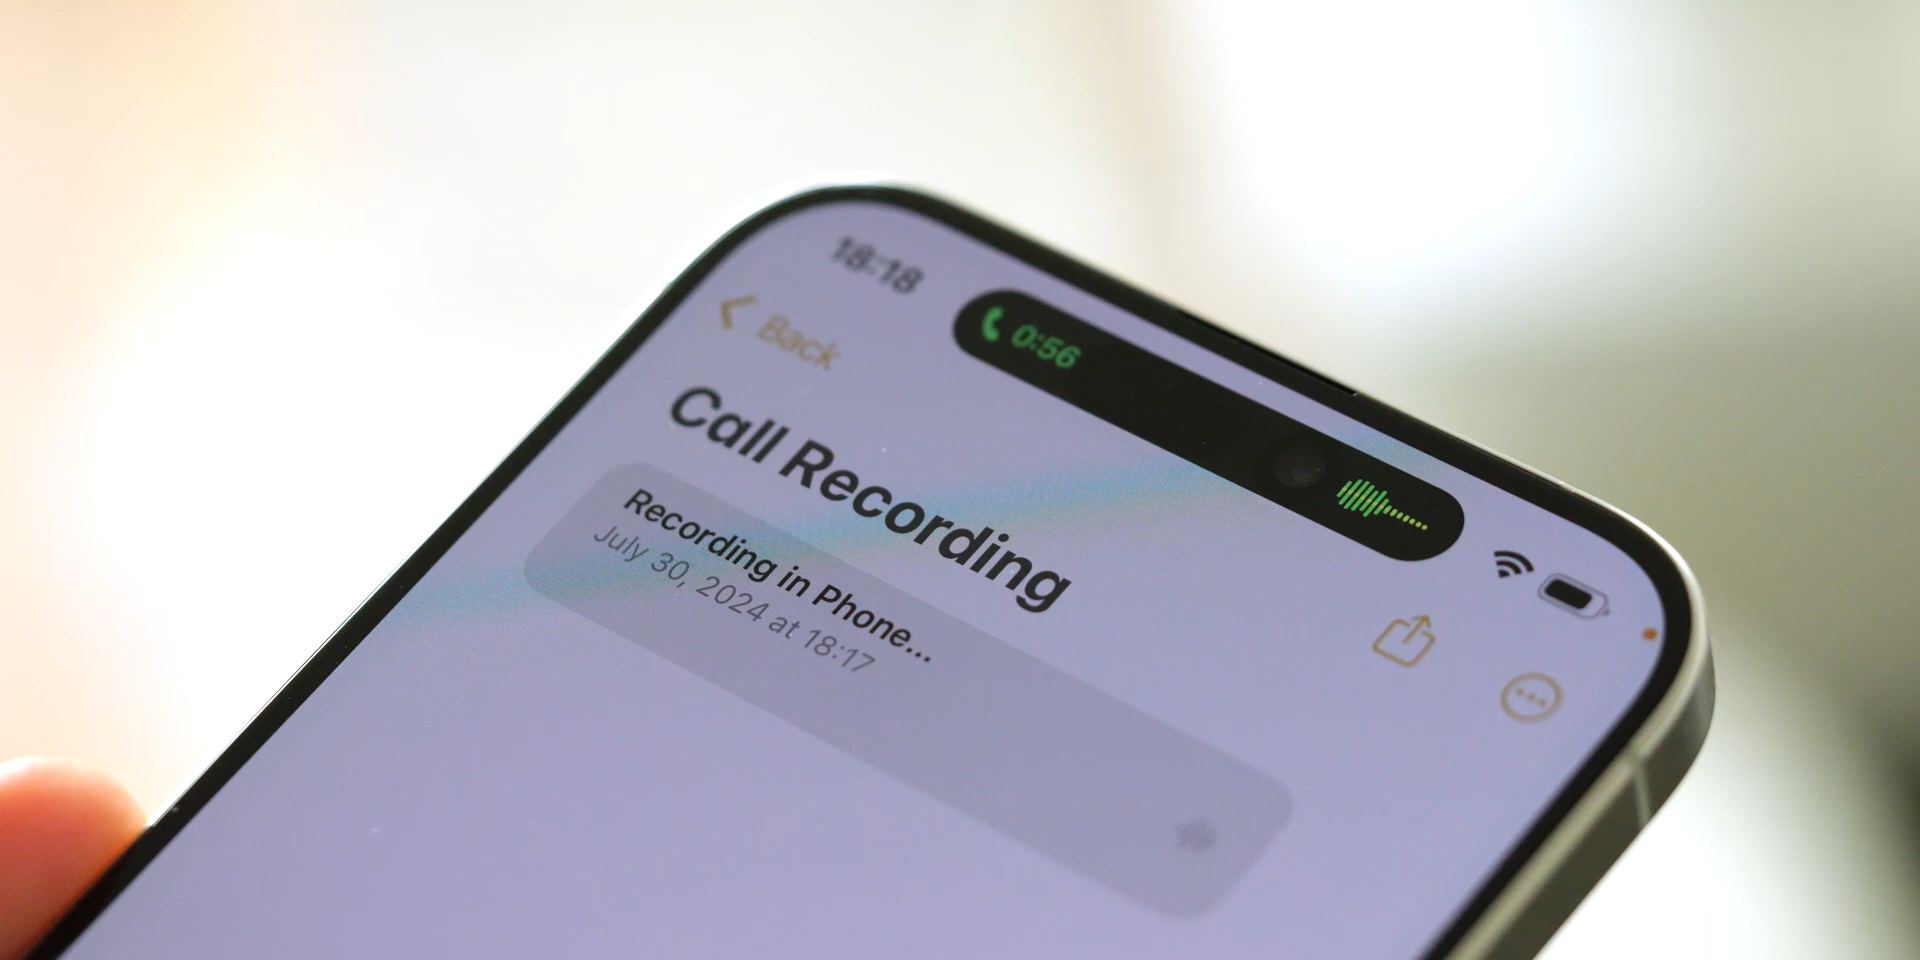 18:18
0:56
Back
Call Recording
Recording in Phone...
July 30, 2024 at 18:17